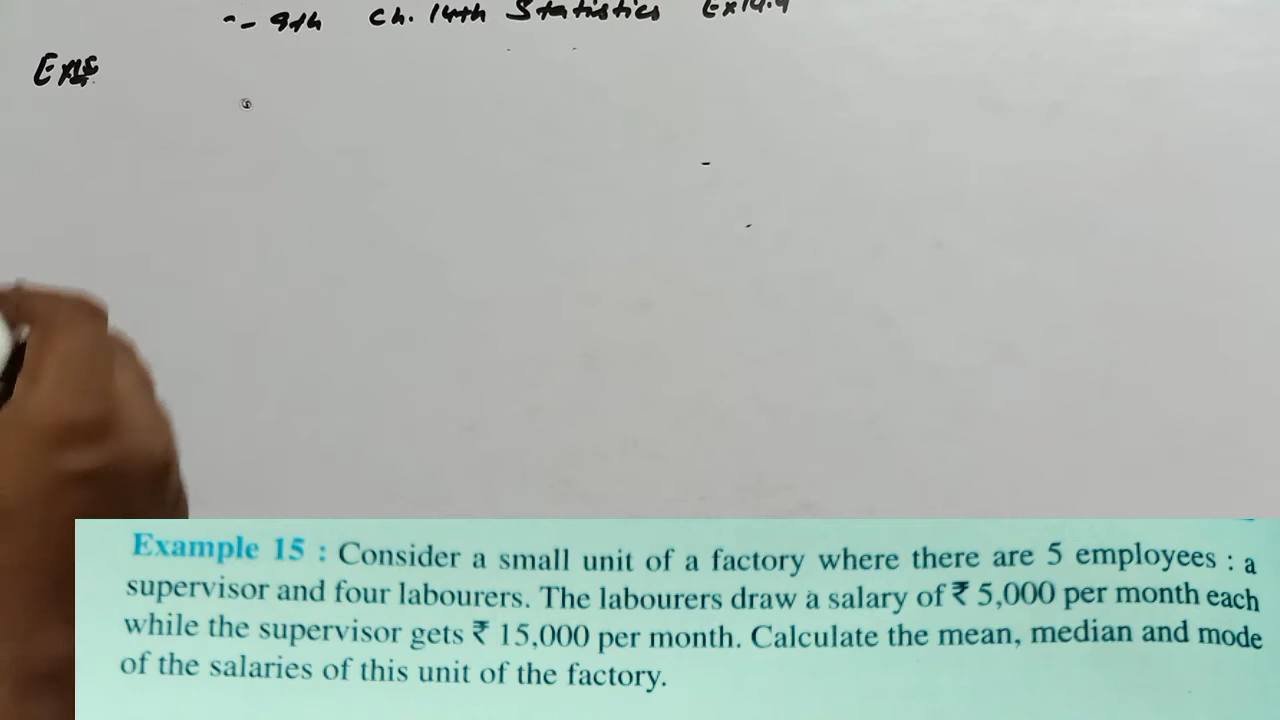 9th Ch. 14th Statistics Ex14.4
Ex15
Example 15 : Consider a small unit of a factory where there are 5 employees : a
supervisor and four labourers. The labourers draw a salary of ₹ 5,000 per month each
while the supervisor gets ₹ 15,000 per month. Calculate the mean, median and mode
of the salaries of this unit of the factory.